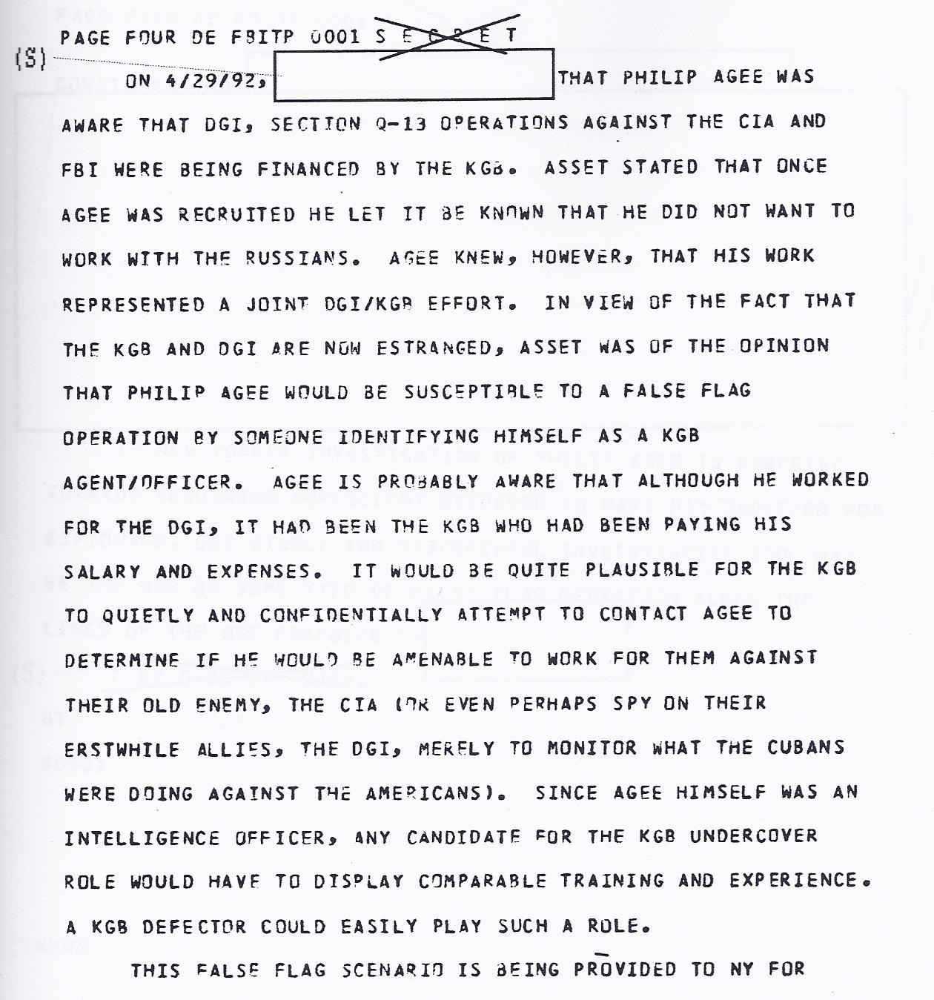 PAGE FOUR DE FBITP 0001 S E C R E T
(S)
ON 4/29/92, THAT PHILIP AGEE WAS
AWARE THAT DGI, SECTION Q-13 OPERATIONS AGAINST THE CIA AND
FBI WERE BEING FINANCED BY THE KGB. ASSET STATED THAT ONCE
AGEE WAS RECRUITED HE LET IT BE KNOWN THAT HE DID NOT WANT TO
WORK WITH THE RUSSIANS. AGEE KNEW, HOWEVER, THAT HIS WORK
REPRESENTED A JOINT DGI/KGB EFFORT. IN VIEW OF THE FACT THAT
THE KGB AND DGI ARE NOW ESTRANGED, ASSET WAS OF THE OPINION
THAT PHILIP AGEE WOULD BE SUSCEPTIBLE TO A FALSE FLAG
OPERATION BY SOMEONE IDENTIFYING HIMSELF AS A KGB
AGENT/OFFICER. AGEE IS PROBABLY AWARE THAT ALTHOUGH HE WORKED
FOR THE DGI, IT HAD BEEN THE KGB WHO HAD BEEN PAYING HIS
SALARY AND EXPENSES. IT WOULD BE QUITE PLAUSIBLE FOR THE KGB
TO QUIETLY AND CONFIDENTIALLY ATTEMPT TO CONTACT AGEE TO
DETERMINE IF HE WOULD BE AMENABLE TO WORK FOR THEM AGAINST
THEIR OLD ENEMY, THE CIA (OR EVEN PERHAPS SPY ON THEIR
ERSTWHILE ALLIES, THE DGI, MERELY TO MONITOR WHAT THE CUBANS
WERE DOING AGAINST THE AMERICANS). SINCE AGEE HIMSELF WAS AN
INTELLIGENCE OFFICER, ANY CANDIDATE FOR THE KGB UNDERCOVER
ROLE WOULD HAVE TO DISPLAY COMPARABLE TRAINING AND EXPERIENCE.
A KGB DEFECTOR COULD EASILY PLAY SUCH A ROLE.
THIS FALSE FLAG SCENARIO IS BEING PROVIDED TO NY FOR